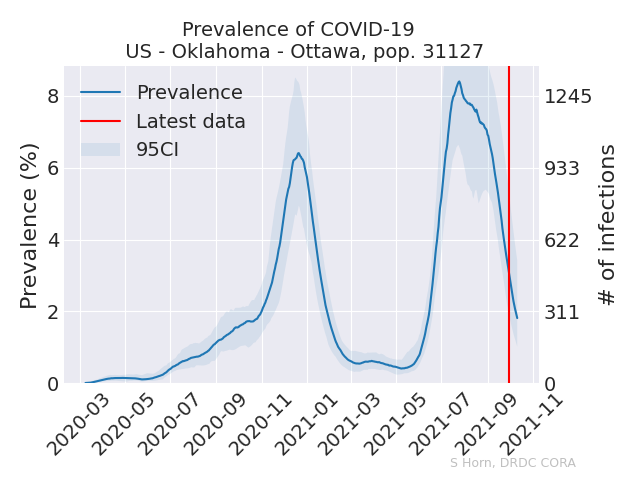 Prevalence of COVID-19
US - Oklahoma - Ottawa, pop. 31127
Prevalence
Latest data
95CI
Prevalence (%)
8
6
4
2
0
# of infections
1245
933
622
311
0
2020-03
2020-05
2020-07
2020-09
2020-11
2021-01
2021-03
2021-05
2021-07
2021-09
2021-11
S Horn, DRDC CORA